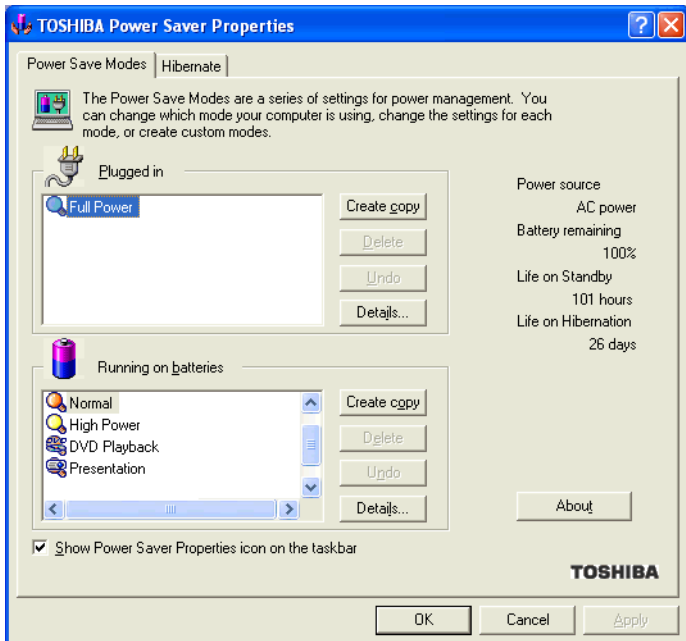 TOSHIBA Power Saver Properties
Power Save Modes
Hibernate
The Power Save Modes are a series of settings for power management. You
can change which mode your computer is using, change the settings for each
mode, or create custom modes.
Plugged in
Full Power
Create copy
Delete
Undo
Details...
Running on batteries
Normal
High Power
DVD Playback
Presentation
Create copy
Delete
Undo
Details...
Power source
AC power
Battery remaining
100%
Life on Standby
101 hours
Life on Hibernation
26 days
About
Show Power Saver Properties icon on the taskbar
TOSHIBA
OK
Cancel
Apply